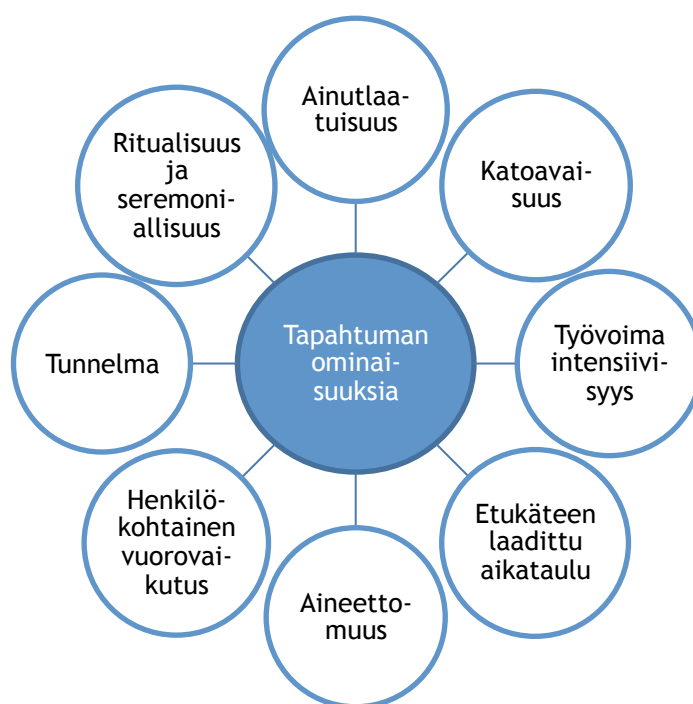 Ainutlaa-
tuisuus
Katoavai-
suus
Työvoima
intensiivi-
syys
Etukäteen
laadittu
aikataulu
Aineetto-
muus
Henkilö-
kohtainen
vuorovai-
kutus
Tunnelma
Ritualisuus
ja
seremoni-
allisuus
Tapahtuman
ominai-
suuksia